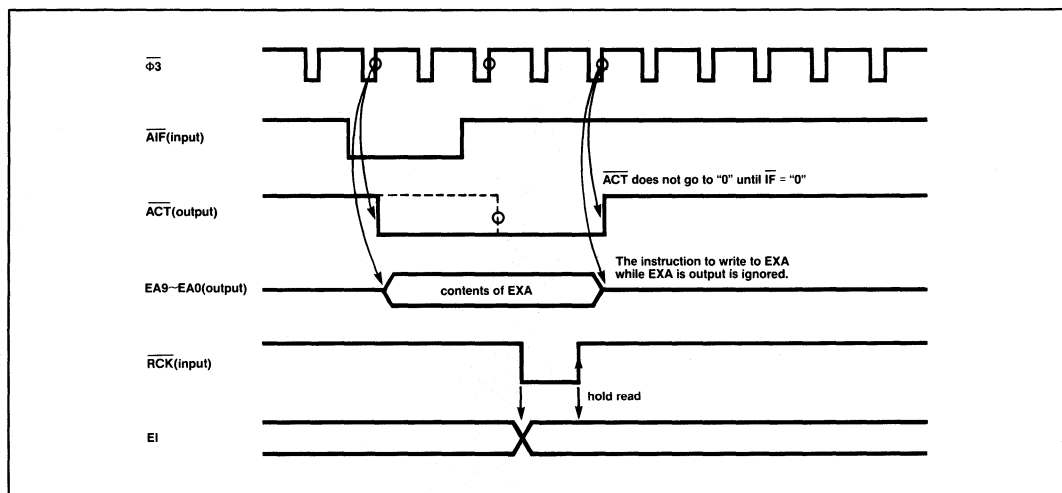 Φ3
AIF(input)
ACT does not go to "0" until IF = "0"
ACT(output)
The instruction to write to EXA
while EXA is output is ignored.
EA9~EA0(output)
contents of EXA
RCK(input)
hold read
EI